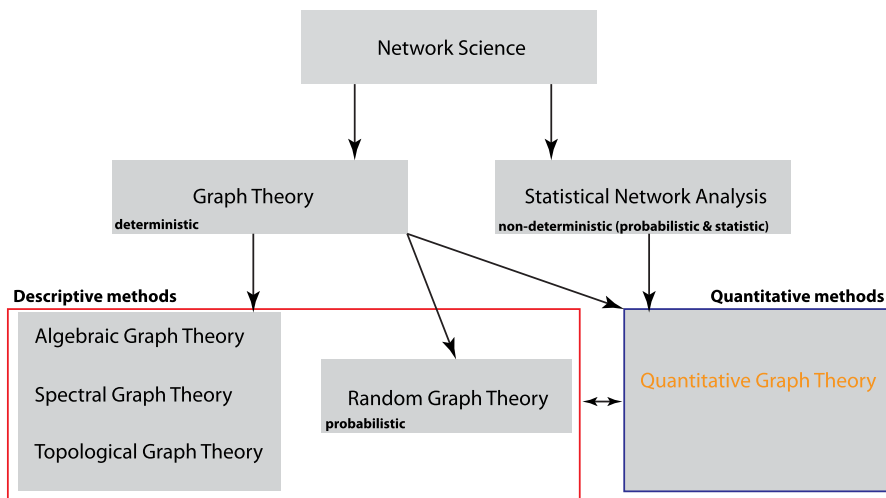 Network Science
Graph Theory
deterministic
Statistical Network Analysis
non-deterministic (probabilistic & statistic)
Descriptive methods
Quantitative methods
Algebraic Graph Theory
Spectral Graph Theory
Topological Graph Theory
Random Graph Theory
probabilistic
Quantitative Graph Theory